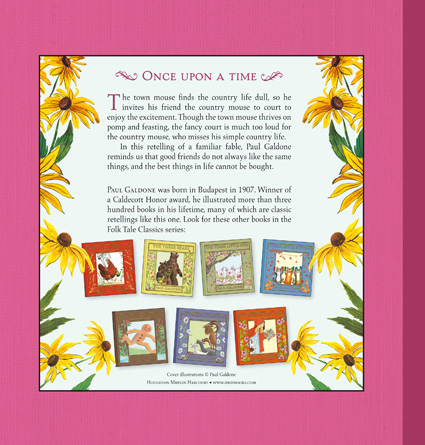 ONCE UPON A TIME
The town mouse finds the country life dull, so he
invites his friend the country mouse to court to
enjoy the excitement. Though the town mouse thrives on
pomp and feasting, the fancy court is much too loud for
the country mouse, who misses his simple country life.
In this retelling of a familiar fable, Paul Galdone
reminds us that good friends do not always like the same
things, and the best things in life cannot be bought.
PAUL GALDONE was born in Budapest in 1907. Winner of
a Caldecott Honor award, he illustrated more than three
hundred books in his lifetime, many of which are classic
retellings like this one. Look for these other books in the
Folk Tale Classics series:
THE THREE BEARS
Cover illustrations © Paul Galdone
HOUGHTON MIFFLIN HARCOURT • WWW.HMHBOOKS.COM